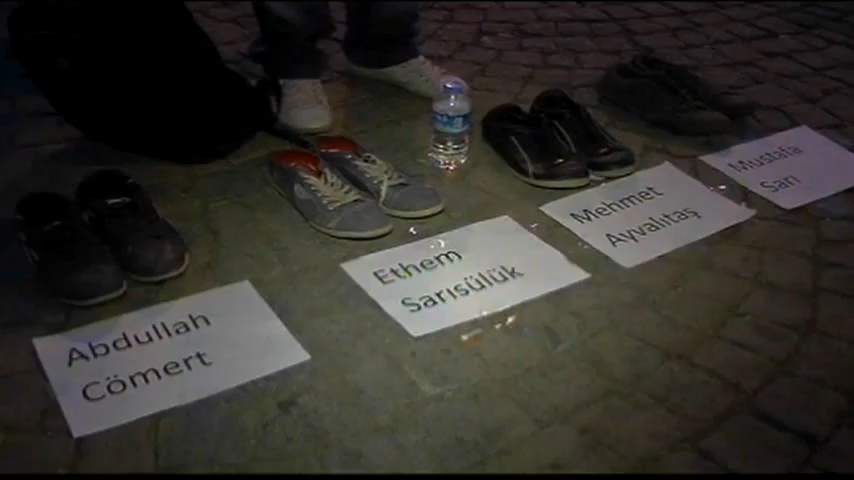 Abdullah
Cömert
Ethem
Sarısülük
Mehmet
Ayvalıtaş
Mustafa
Sarı